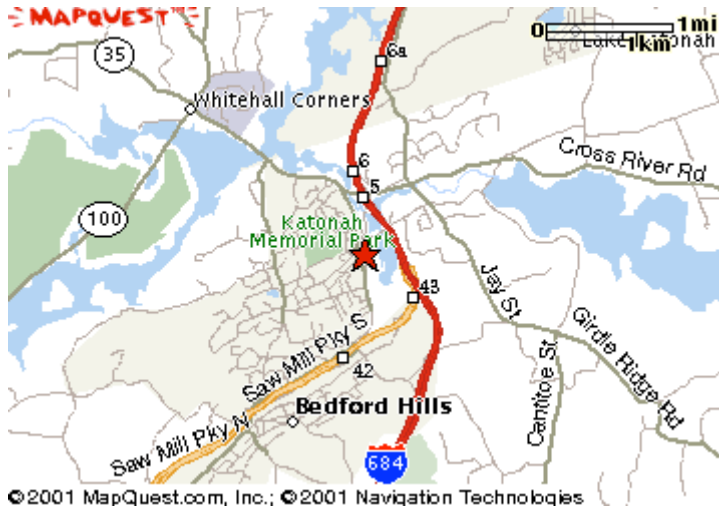 MAPQUEST
0 1mi
1km
Lake Katonah
6a
35
Whitehall Corners
6
Cross River Rd
5
100
Katonah
Memorial Park
43
Jay St
Girdle Ridge Rd
Saw Mill Pky S
42
Cantitoe St
Bedford Hills
Saw Mill Pky N
684
©2001 MapQuest.com, Inc.; ©2001 Navigation Technologies